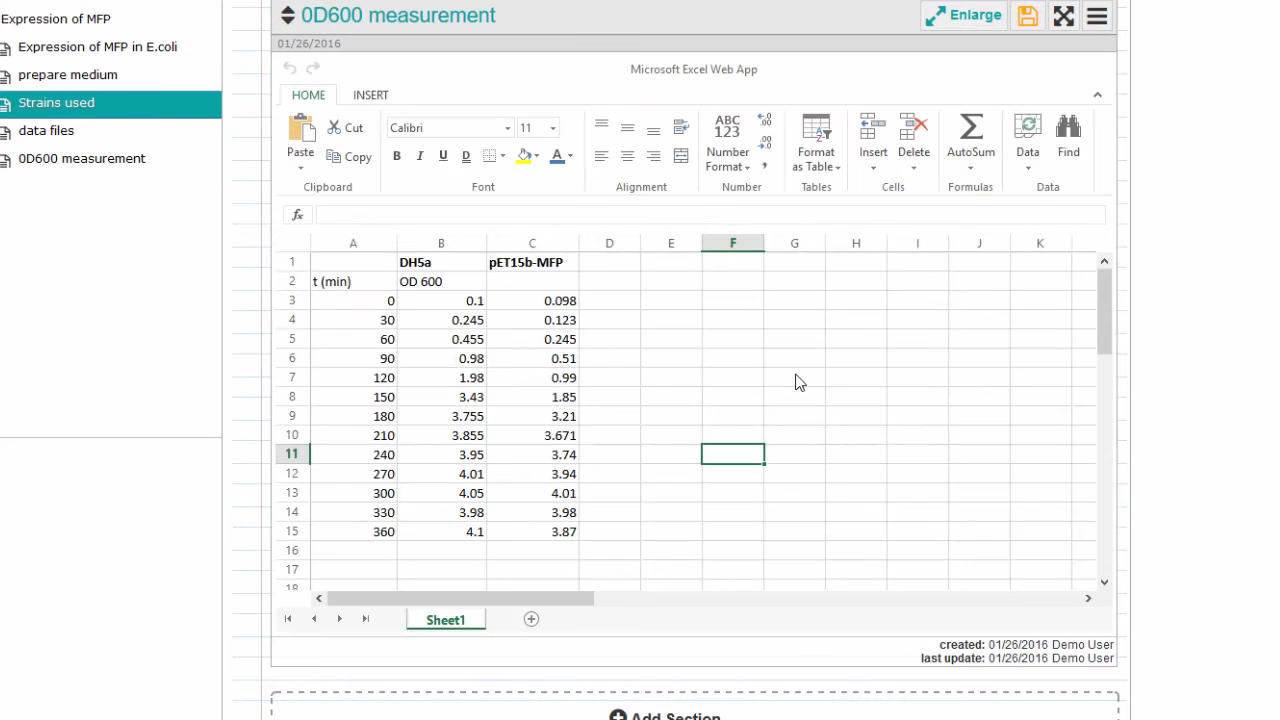 Expression of MFP
Expression of MFP in E.coli
prepare medium
Strains used
data files
0D600 measurement
0D600 measurement
Enlarge
01/26/2016
Microsoft Excel Web App
HOME INSERT
Paste
Cut
Copy
Clipboard
Calibri 11
B I U D A
Font
Alignment
ABC
123
Number
Format
Number
Format
as Table
Tables
Insert Delete
Cells
AutoSum
Formulas
Data Find
Data
fx
A B C D E F G H I J K
1 DH5a pET15b-MFP
2 t (min) OD 600
3 0 0.1 0.098
4 30 0.245 0.123
5 60 0.455 0.245
6 90 0.98 0.51
7 120 1.98 0.99
8 150 3.43 1.85
9 180 3.755 3.21
10 210 3.855 3.671
11 240 3.95 3.74
12 270 4.01 3.94
13 300 4.05 4.01
14 330 3.98 3.98
15 360 4.1 3.87
16
17
18
Sheet1
created: 01/26/2016 Demo User
last update: 01/26/2016 Demo User
Add Section